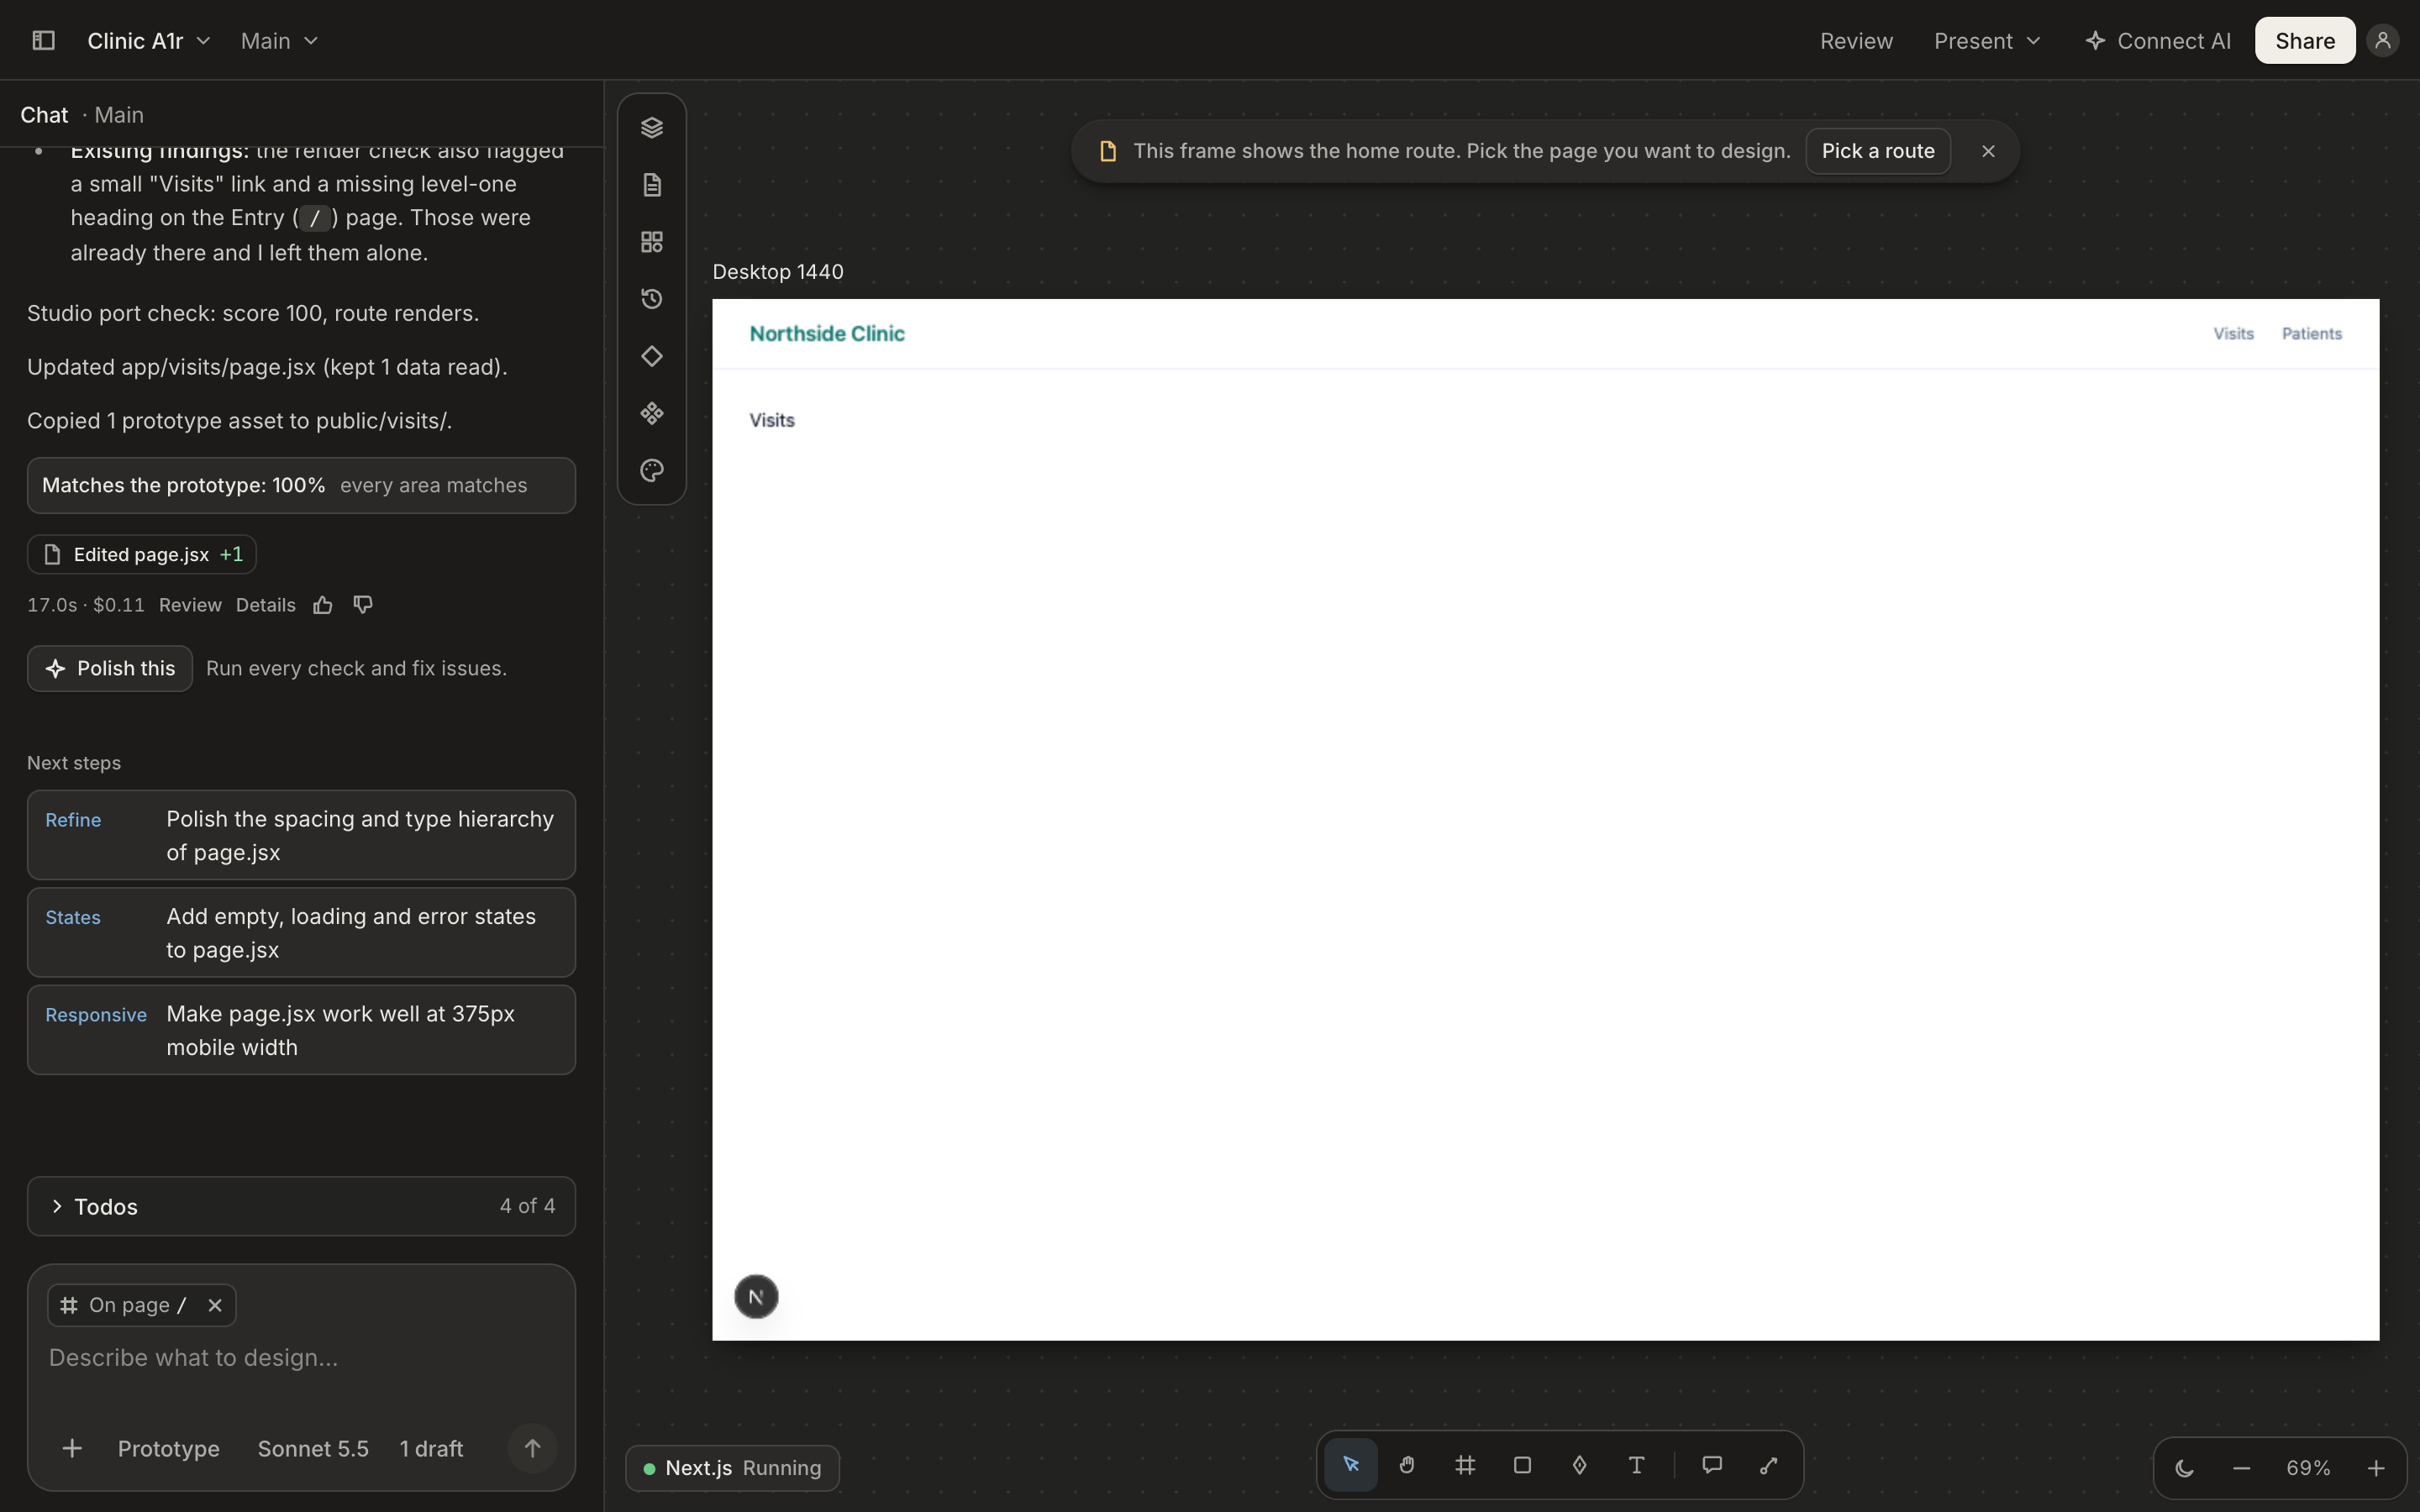 Clinic A1r
Main
Review
Present
Connect AI
Share
Chat · Main
Existing findings: the render check also flagged
a small "Visits" link and a missing level-one
heading on the Entry ( / ) page. Those were
already there and I left them alone.
Studio port check: score 100, route renders.
Updated app/visits/page.jsx (kept 1 data read).
Copied 1 prototype asset to public/visits/.
Matches the prototype: 100% every area matches
Edited page.jsx +1
17.0s · $0.11 Review Details
Polish this Run every check and fix issues.
Next steps
Refine Polish the spacing and type hierarchy
of page.jsx
States Add empty, loading and error states
to page.jsx
Responsive Make page.jsx work well at 375px
mobile width
Todos 4 of 4
On page /
Describe what to design...
Prototype Sonnet 5.5 1 draft
This frame shows the home route. Pick the page you want to design. Pick a route
Desktop 1440
Northside Clinic
Visits Patients
Visits
N
Next.js Running
69%